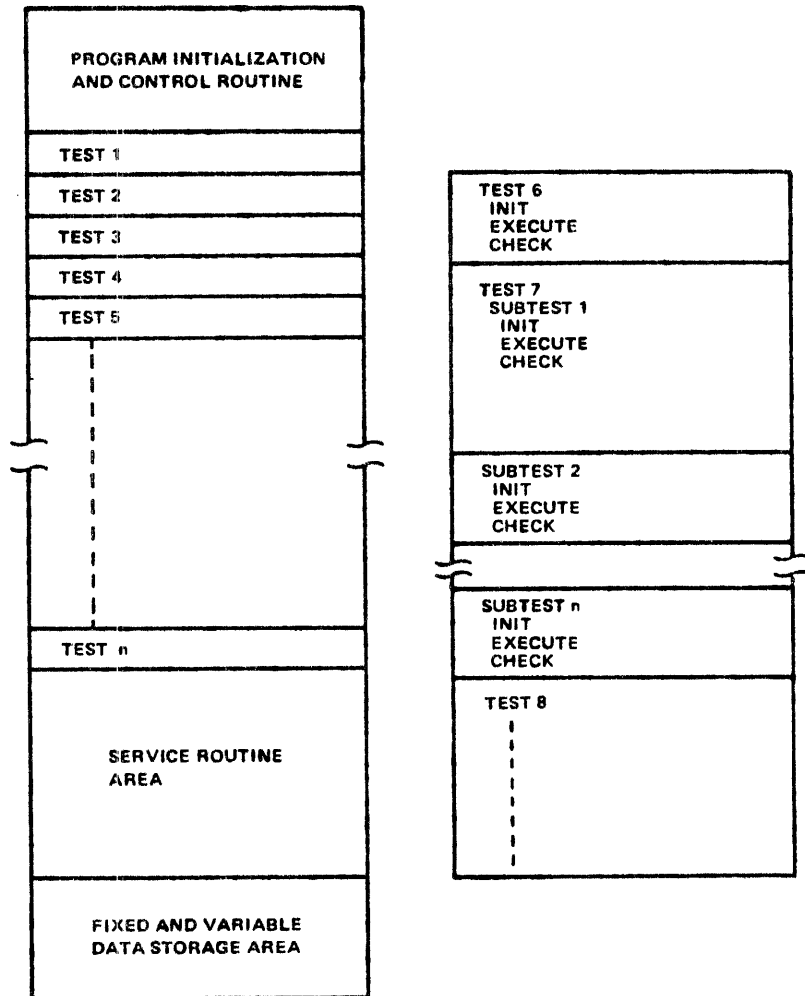 PROGRAM INITIALIZATION
AND CONTROL ROUTINE
TEST 1
TEST 2
TEST 3
TEST 4
TEST 5
TEST n
SERVICE ROUTINE
AREA
FIXED AND VARIABLE
DATA STORAGE AREA
TEST 6
INIT
EXECUTE
CHECK
TEST 7
SUBTEST 1
INIT
EXECUTE
CHECK
SUBTEST 2
INIT
EXECUTE
CHECK
SUBTEST n
INIT
EXECUTE
CHECK
TEST 8